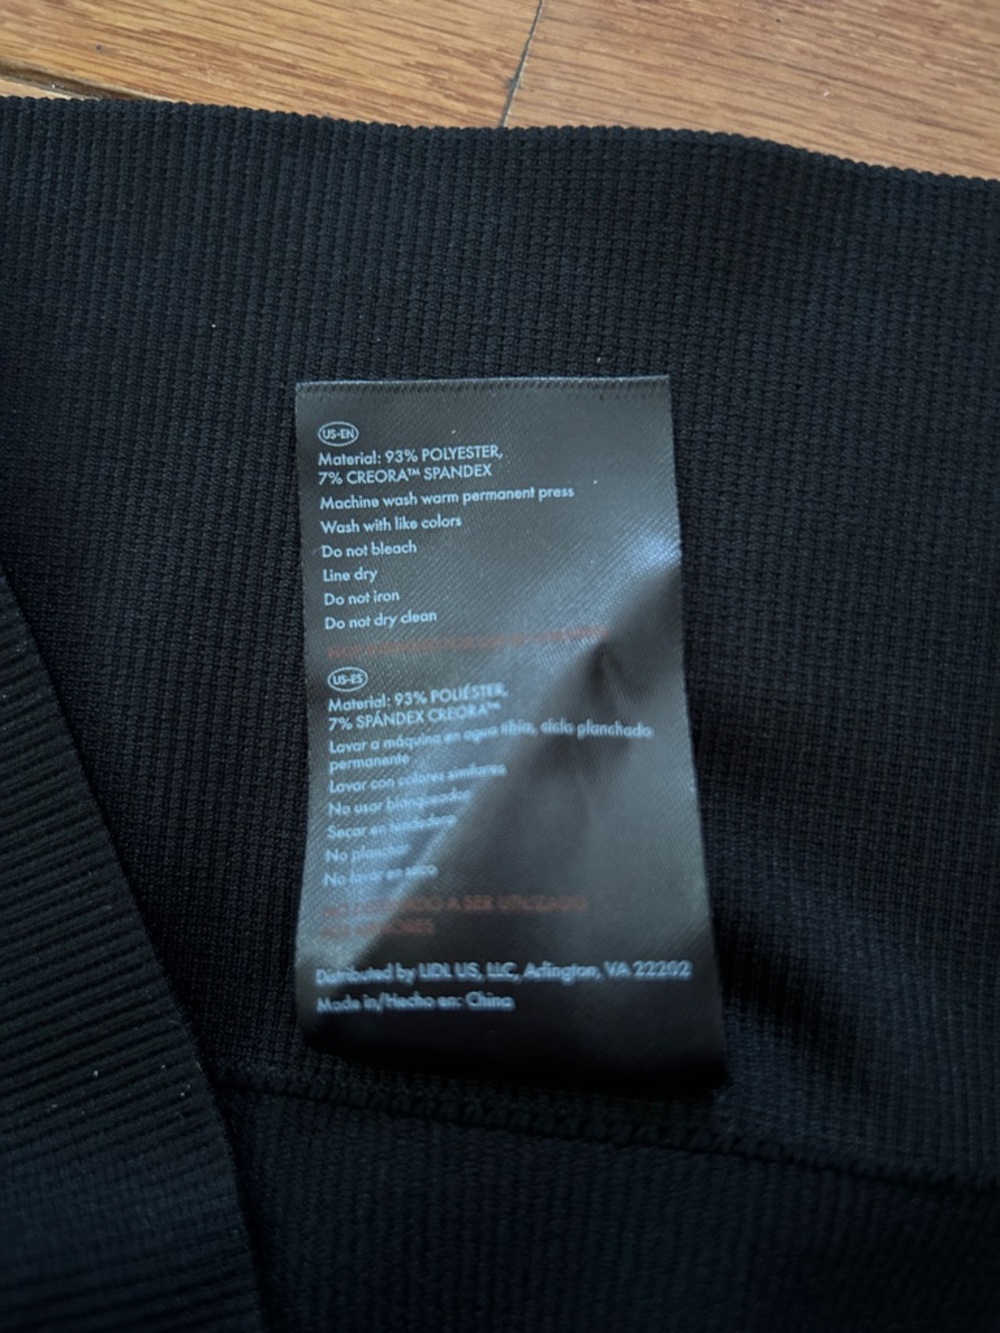 US-EN
Material: 93% POLYESTER,
7% CREORA™ SPANDEX
Machine wash warm permanent press
Wash with like colors
Do not bleach
Line dry
Do not iron
Do not dry clean
US-ES
Material: 93% POLIÉSTER,
7% SPÁNDEX CREORA™
Lavar a máquina en agua tibia, ciclo planchado
permanente
Lavar con colores similares
No usar blanqueador
Secar en tendedero
No planchar
No lavar en seco
A SER UTILIZADO
Distributed by LIDL US, LLC, Arlington, VA 22202
Made in/Hecho en: China